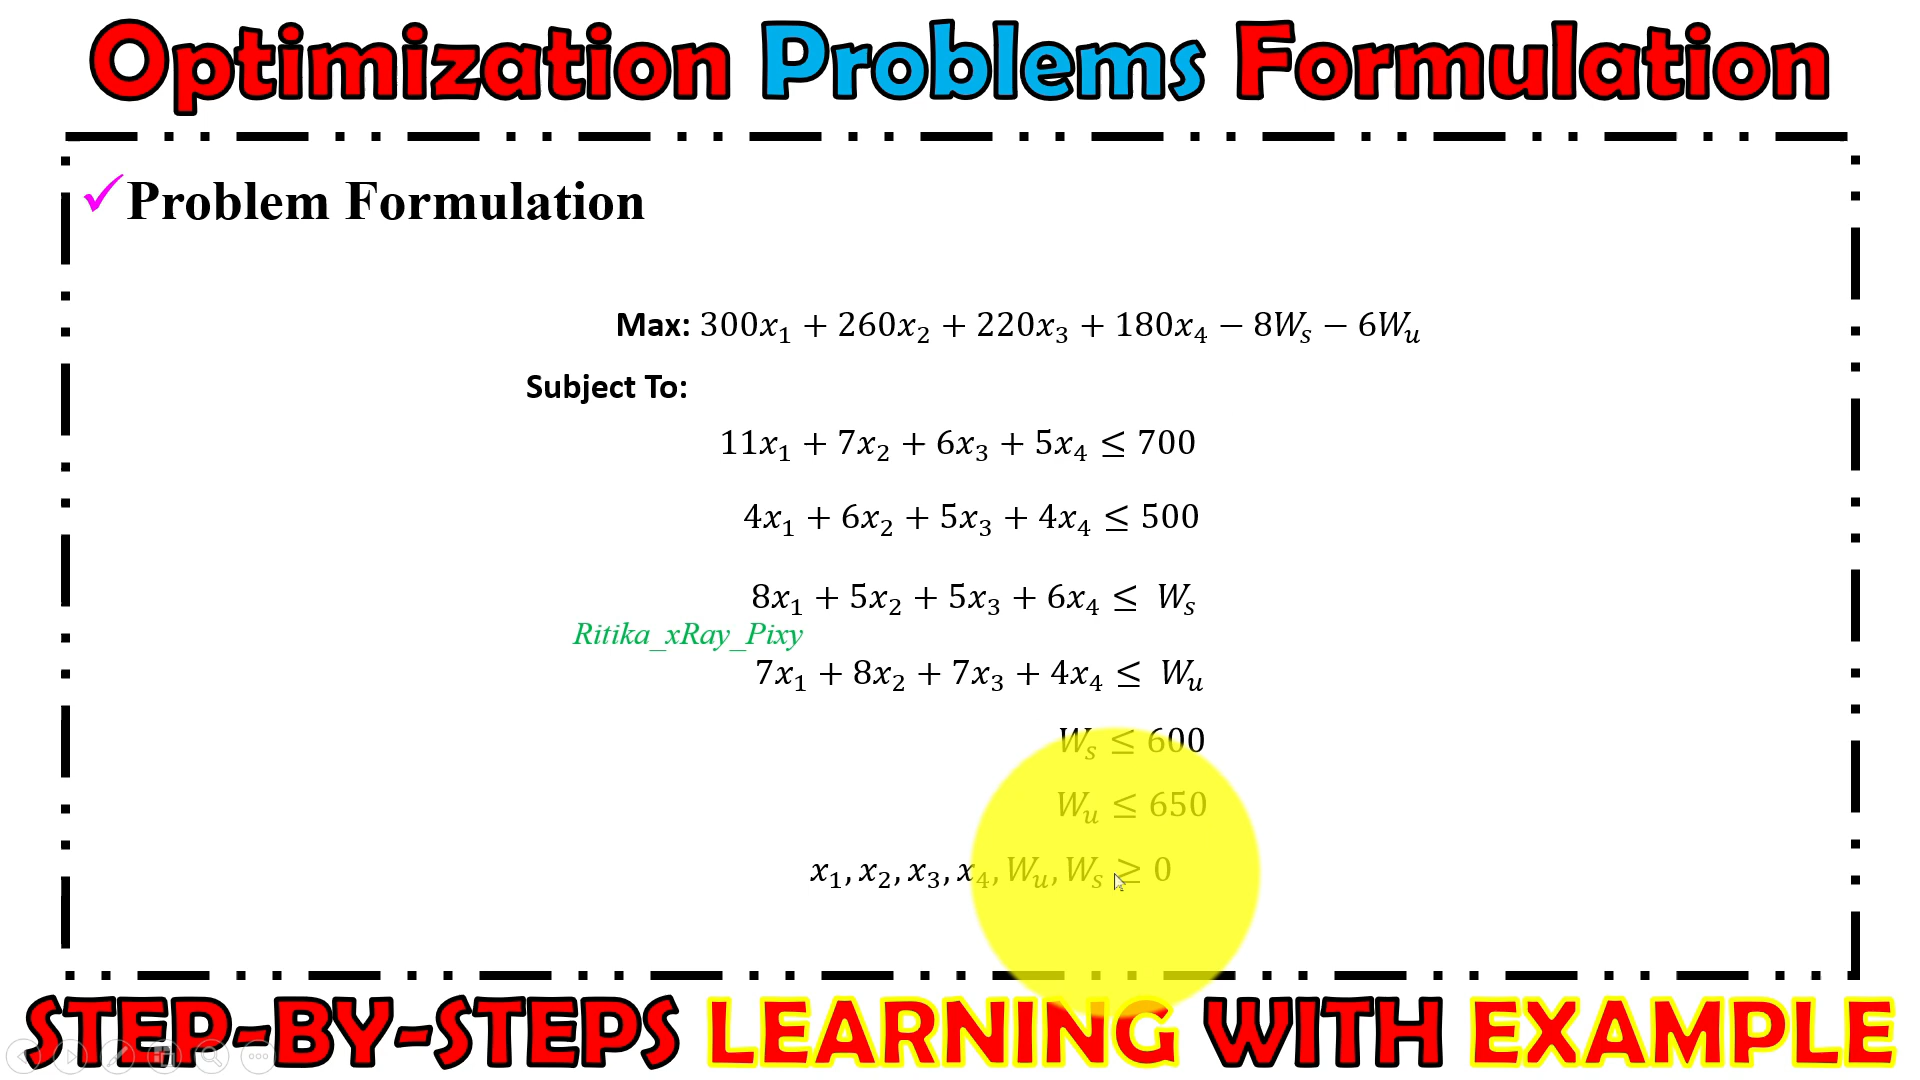 Optimization Problems Formulation
✓Problem Formulation
Max: 300x₁ + 260x₂ + 220x₃ + 180x₄ − 8Wₛ − 6Wᵤ
Subject To:
11x₁ + 7x₂ + 6x₃ + 5x₄ ≤ 700
4x₁ + 6x₂ + 5x₃ + 4x₄ ≤ 500
8x₁ + 5x₂ + 5x₃ + 6x₄ ≤ Wₛ
Ritika_xRay_Pixy
7x₁ + 8x₂ + 7x₃ + 4x₄ ≤ Wᵤ
Wₛ ≤ 600
Wᵤ ≤ 650
x₁, x₂, x₃, x₄, Wᵤ, Wₛ ≥ 0
STEP-BY-STEPS LEARNING WITH EXAMPLE